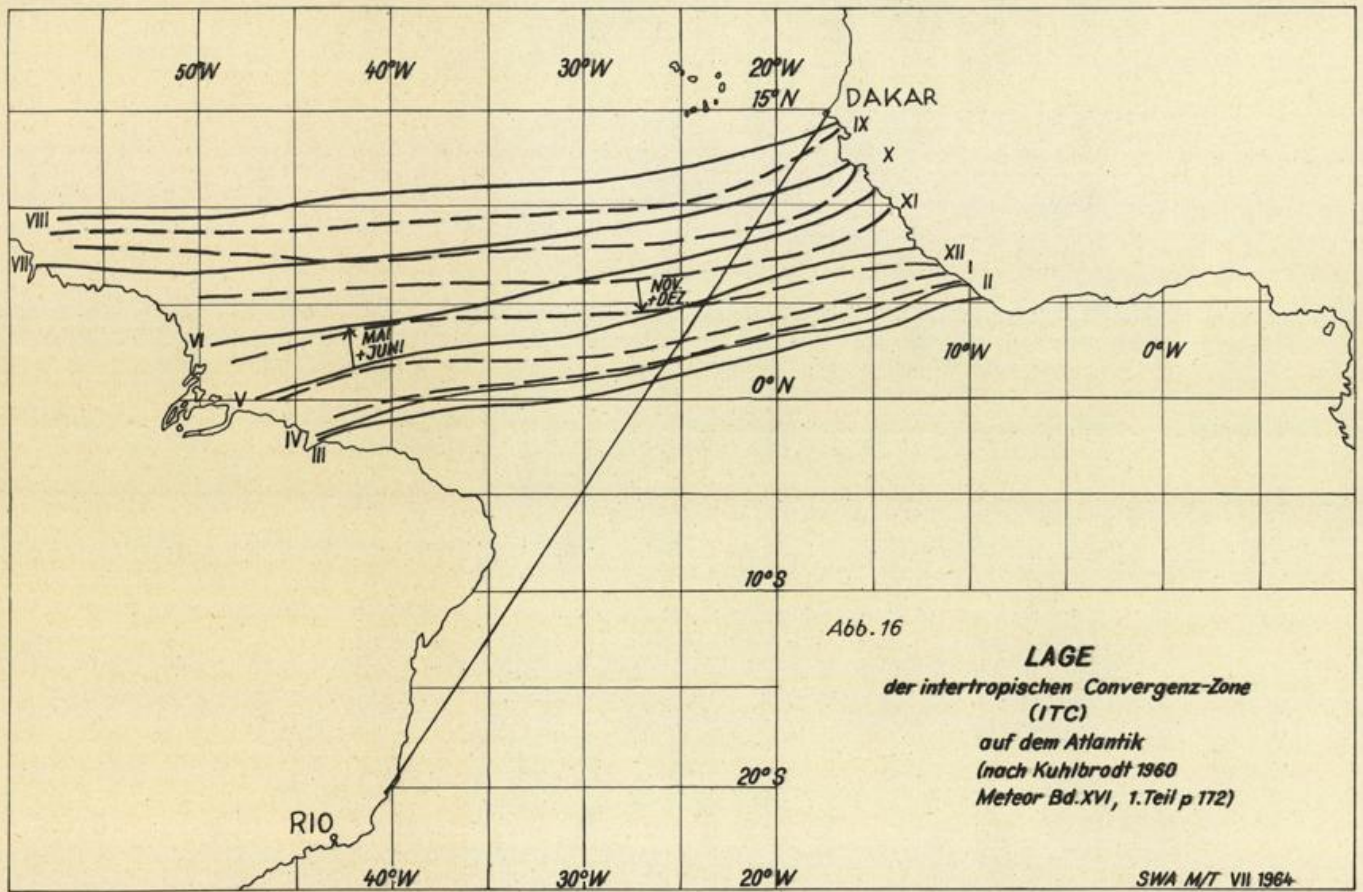 50°W 40°W 30°W 20°W
15°N DAKAR
IX
X
VIII
XI
VII
XII
I
II
NOV.
+DEZ.
VI
MAI
+JUNI
10°W 0°W
0°N
V
IV
III
10°S
Abb. 16
LAGE
der intertropischen Convergenz-Zone
(ITC)
auf dem Atlantik
(nach Kuhlbrodt 1960
Meteor Bd. XVI, 1. Teil p 172)
20°S
RIO
40°W 30°W 20°W
SWA M/T VII 1964